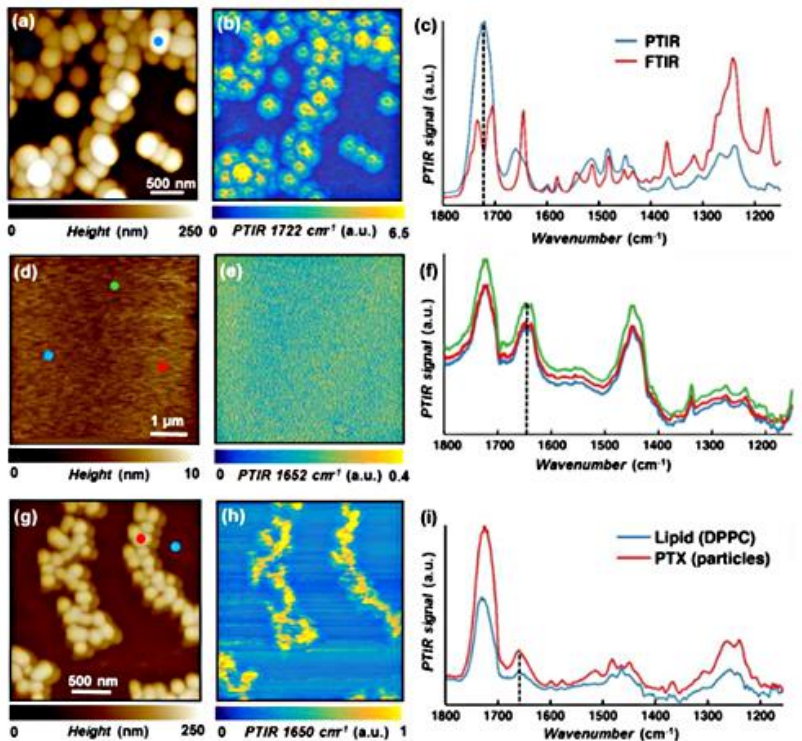 (a)
500 nm
0 Height (nm) 250
(b)
0 PTIR 1722 cm⁻¹ (a.u.) 6.5
(c)
PTIR
FTIR
PTIR signal (a.u.)
1800 1700 1600 1500 1400 1300 1200
Wavenumber (cm⁻¹)
(d)
1 µm
0 Height (nm) 10
(e)
0 PTIR 1652 cm⁻¹ (a.u.) 0.4
(f)
PTIR signal (a.u.)
1800 1700 1600 1500 1400 1300 1200
Wavenumber (cm⁻¹)
(g)
500 nm
0 Height (nm) 250
(h)
0 PTIR 1650 cm⁻¹ (a.u.) 1
(i)
Lipid (DPPC)
PTX (particles)
PTIR signal (a.u.)
1800 1700 1600 1500 1400 1300 1200
Wavenumber (cm⁻¹)